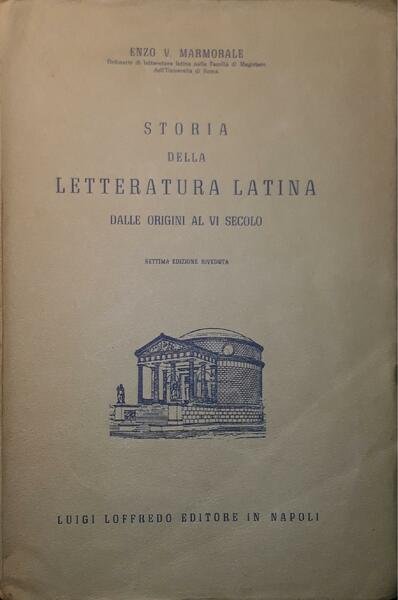 ENZO V. MARMORALE
Ordinario di letteratura latina nella Facoltà di Magistero
dell'Università di Roma
STORIA
DELLA
LETTERATURA LATINA
DALLE ORIGINI AL VI SECOLO
SETTIMA EDIZIONE RIVEDUTA
LUIGI LOFFREDO EDITORE IN NAPOLI